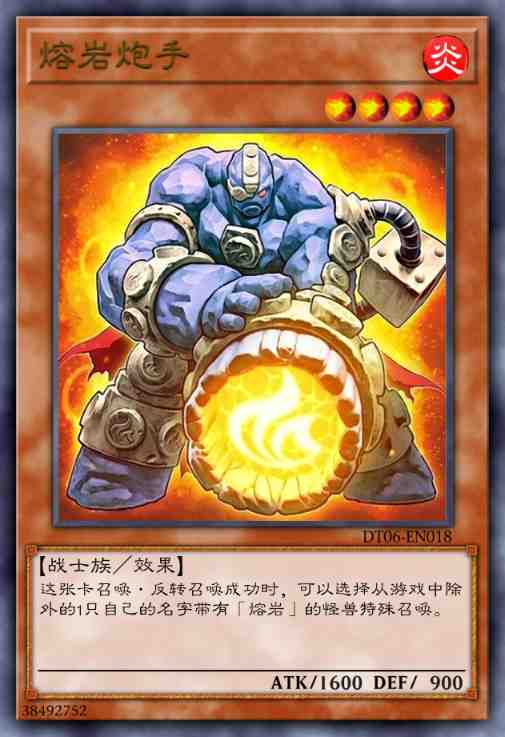 熔岩炮手
炎
DT06-EN018
【战士族／效果】
这张卡召唤·反转召唤成功时，可以选择从游戏中除
外的1只自己的名字带有「熔岩」的怪兽特殊召唤。
ATK/1600 DEF/ 900
38492752